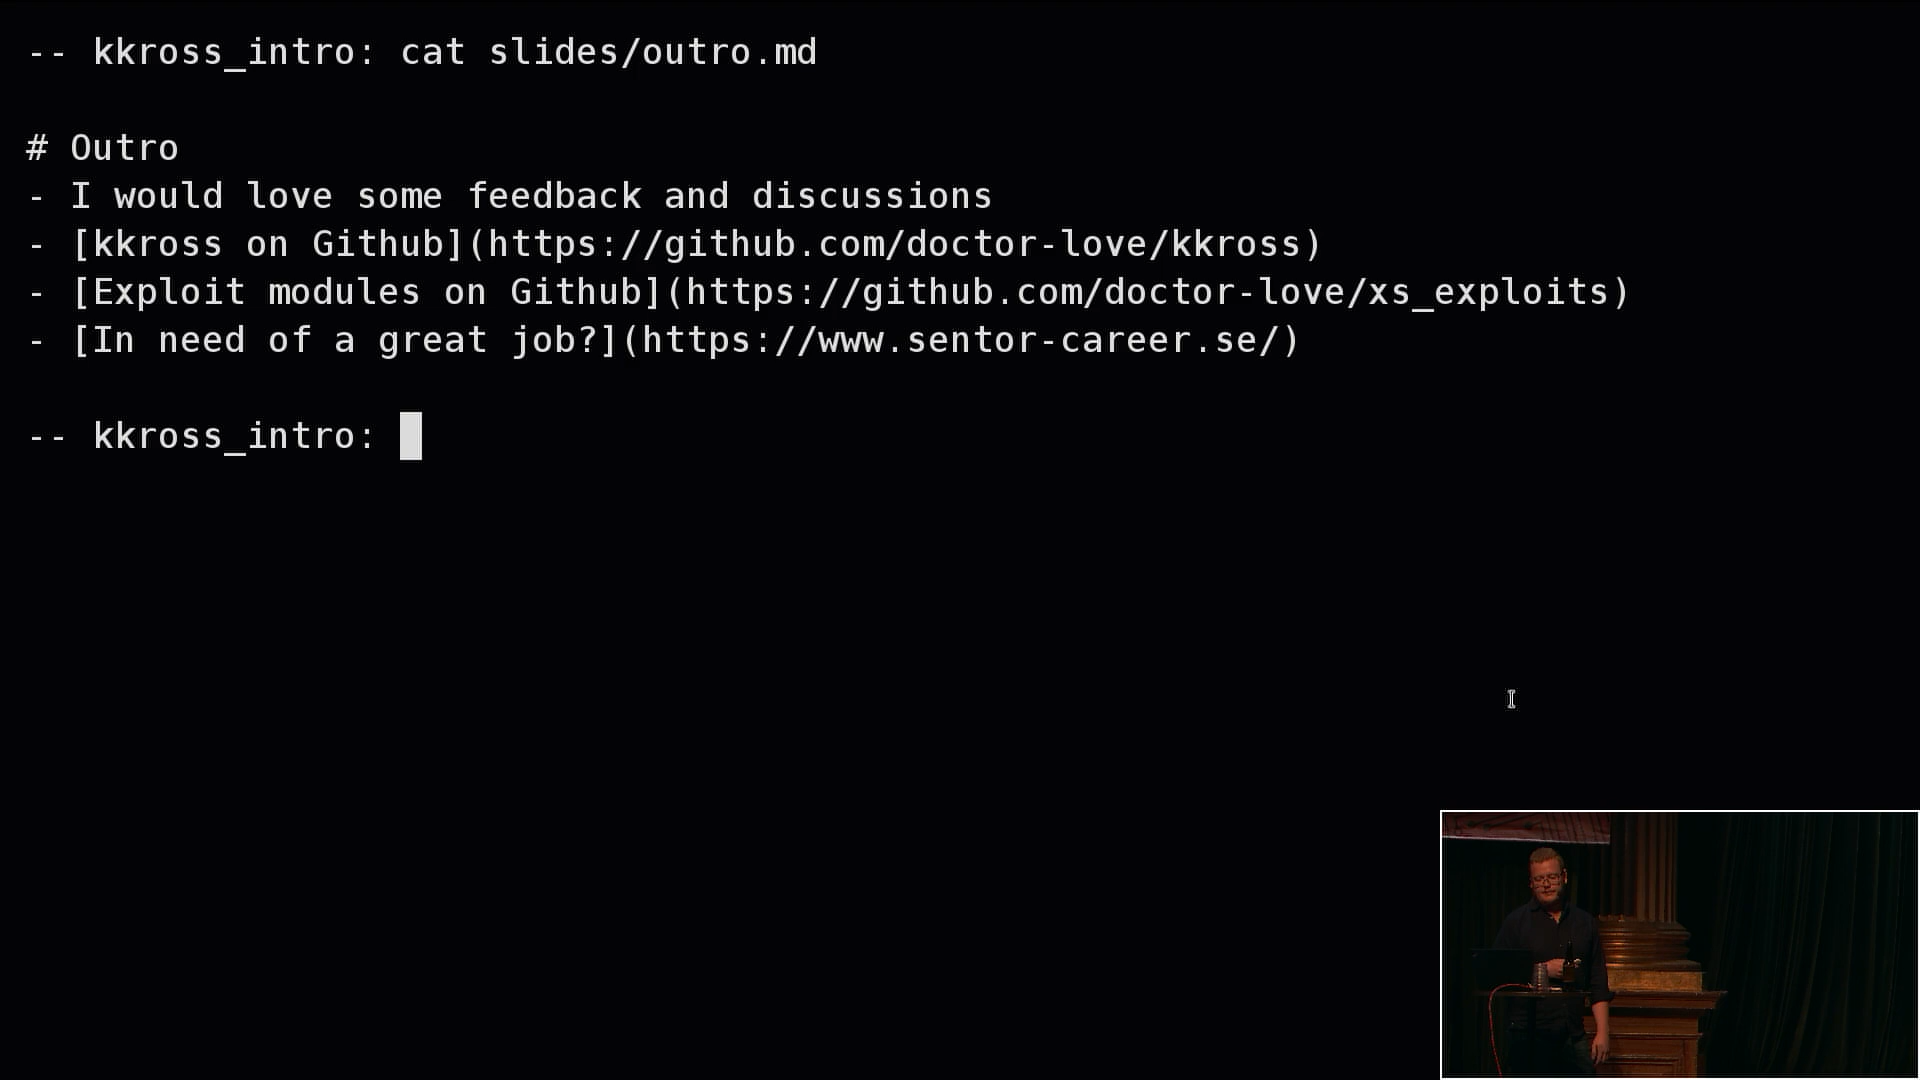 -- kkross_intro: cat slides/outro.md
# Outro
- I would love some feedback and discussions
- [kkross on Github](https://github.com/doctor-love/kkross)
- [Exploit modules on Github](https://github.com/doctor-love/xs_exploits)
- [In need of a great job?](https://www.sentor-career.se/)
-- kkross_intro: